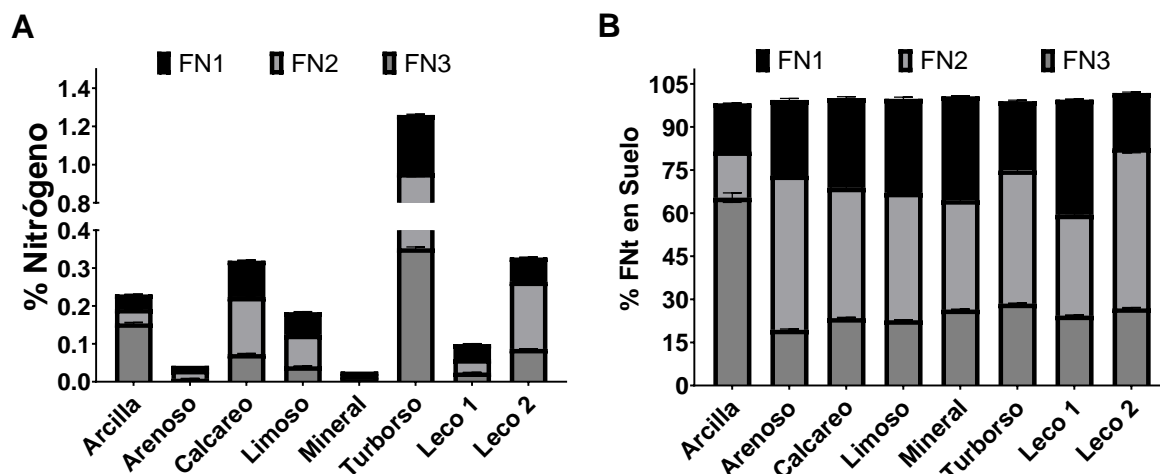 A
FN1 FN2 FN3
% Nitrógeno
1.4
1.2
1.0
0.8
0.4
0.3
0.2
0.1
0.0
Arcilla
Arenoso
Calcareo
Limoso
Mineral
Turborso
Leco 1
Leco 2
B
FN1 FN2 FN3
% FNt en Suelo
105
90
75
60
45
30
15
0
Arcilla
Arenoso
Calcareo
Limoso
Mineral
Turborso
Leco 1
Leco 2